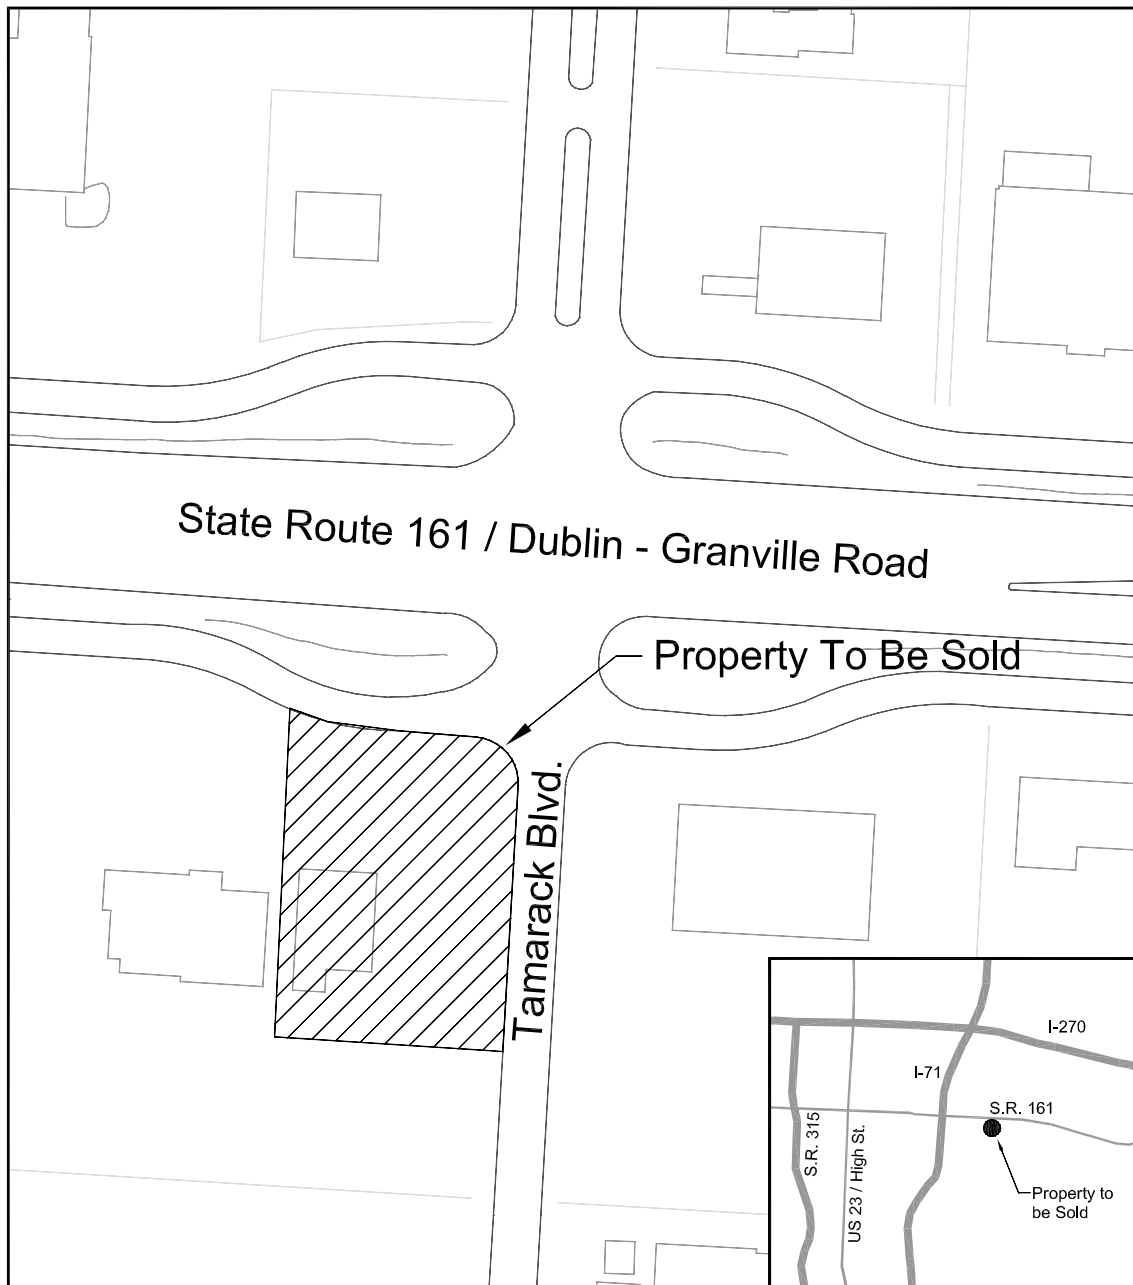 State Route 161 / Dublin - Granville Road
Property To Be Sold
Tamarack Blvd.
I-270
I-71
S.R. 161
S.R. 315
US 23 / High St.
Property to
be Sold